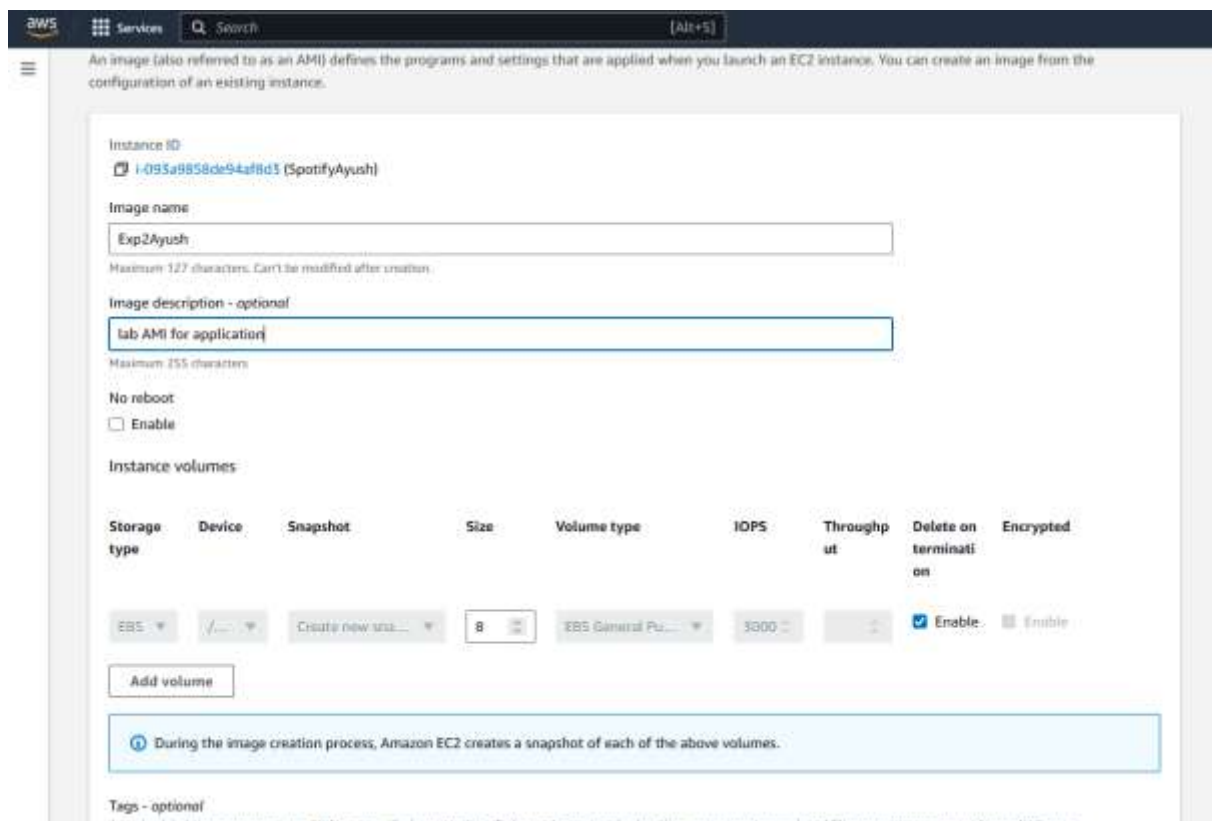 aws
Services
Search
[Alt+S]
An image (also referred to as an AMI) defines the programs and settings that are applied when you launch an EC2 instance. You can create an image from the
configuration of an existing instance.
Instance ID
i-093a9858de94af8d3 (SpotifyAyush)
Image name
Exp2Ayush
Maximum 127 characters. Can't be modified after creation.
Image description - optional
lab AMI for application
Maximum 255 characters
No reboot
Enable
Instance volumes
Storage type
Device
Snapshot
Size
Volume type
IOPS
Throughput
Delete on termination
Encrypted
EBS
/...
Create new sna...
8
EBS General Pu...
3000
Enable
Enable
Add volume
During the image creation process, Amazon EC2 creates a snapshot of each of the above volumes.
Tags - optional